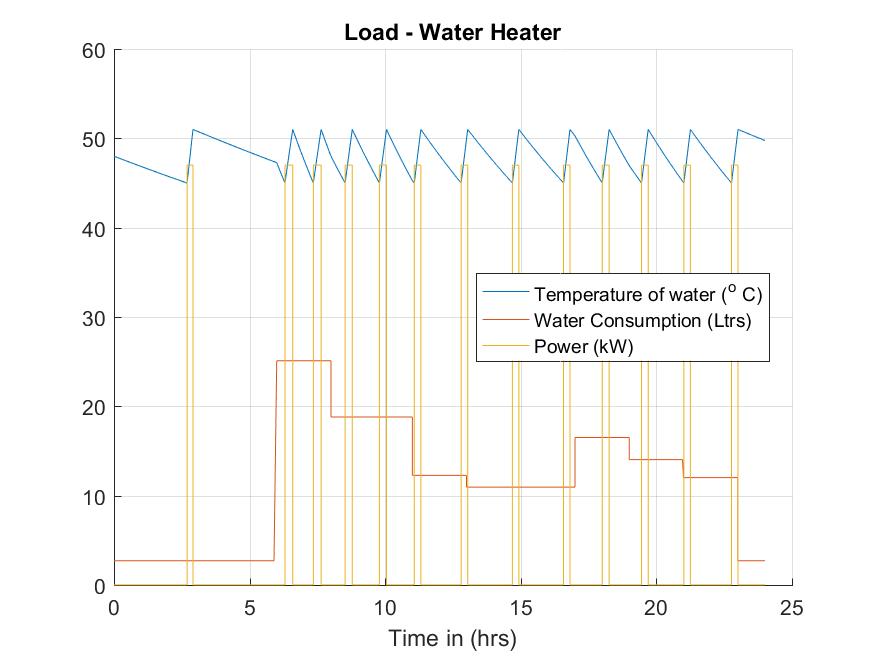 Load - Water Heater
60
50
40
30
20
10
0
Temperature of water (° C)
Water Consumption (Ltrs)
Power (kW)
0 5 10 15 20 25
Time in (hrs)